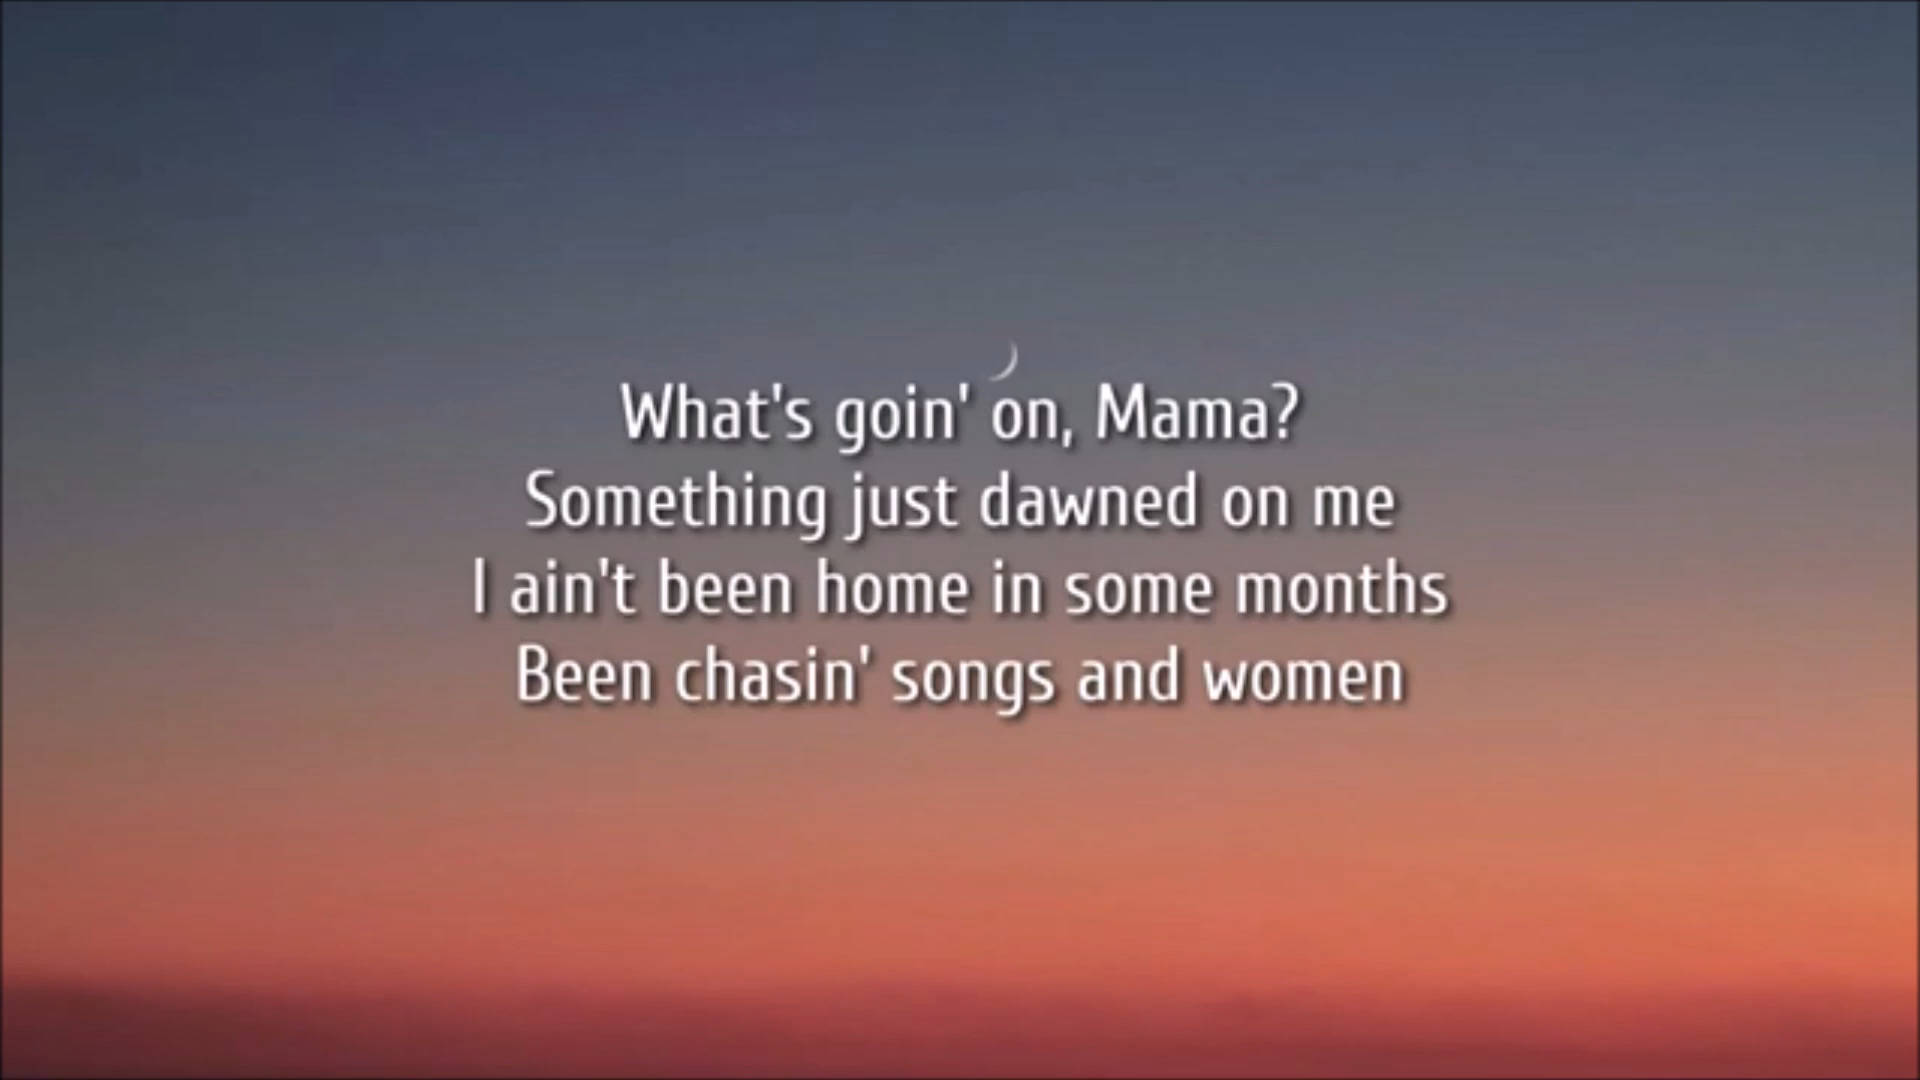 What's goin' on, Mama?
Something just dawned on me
I ain't been home in some months
Been chasin' songs and women